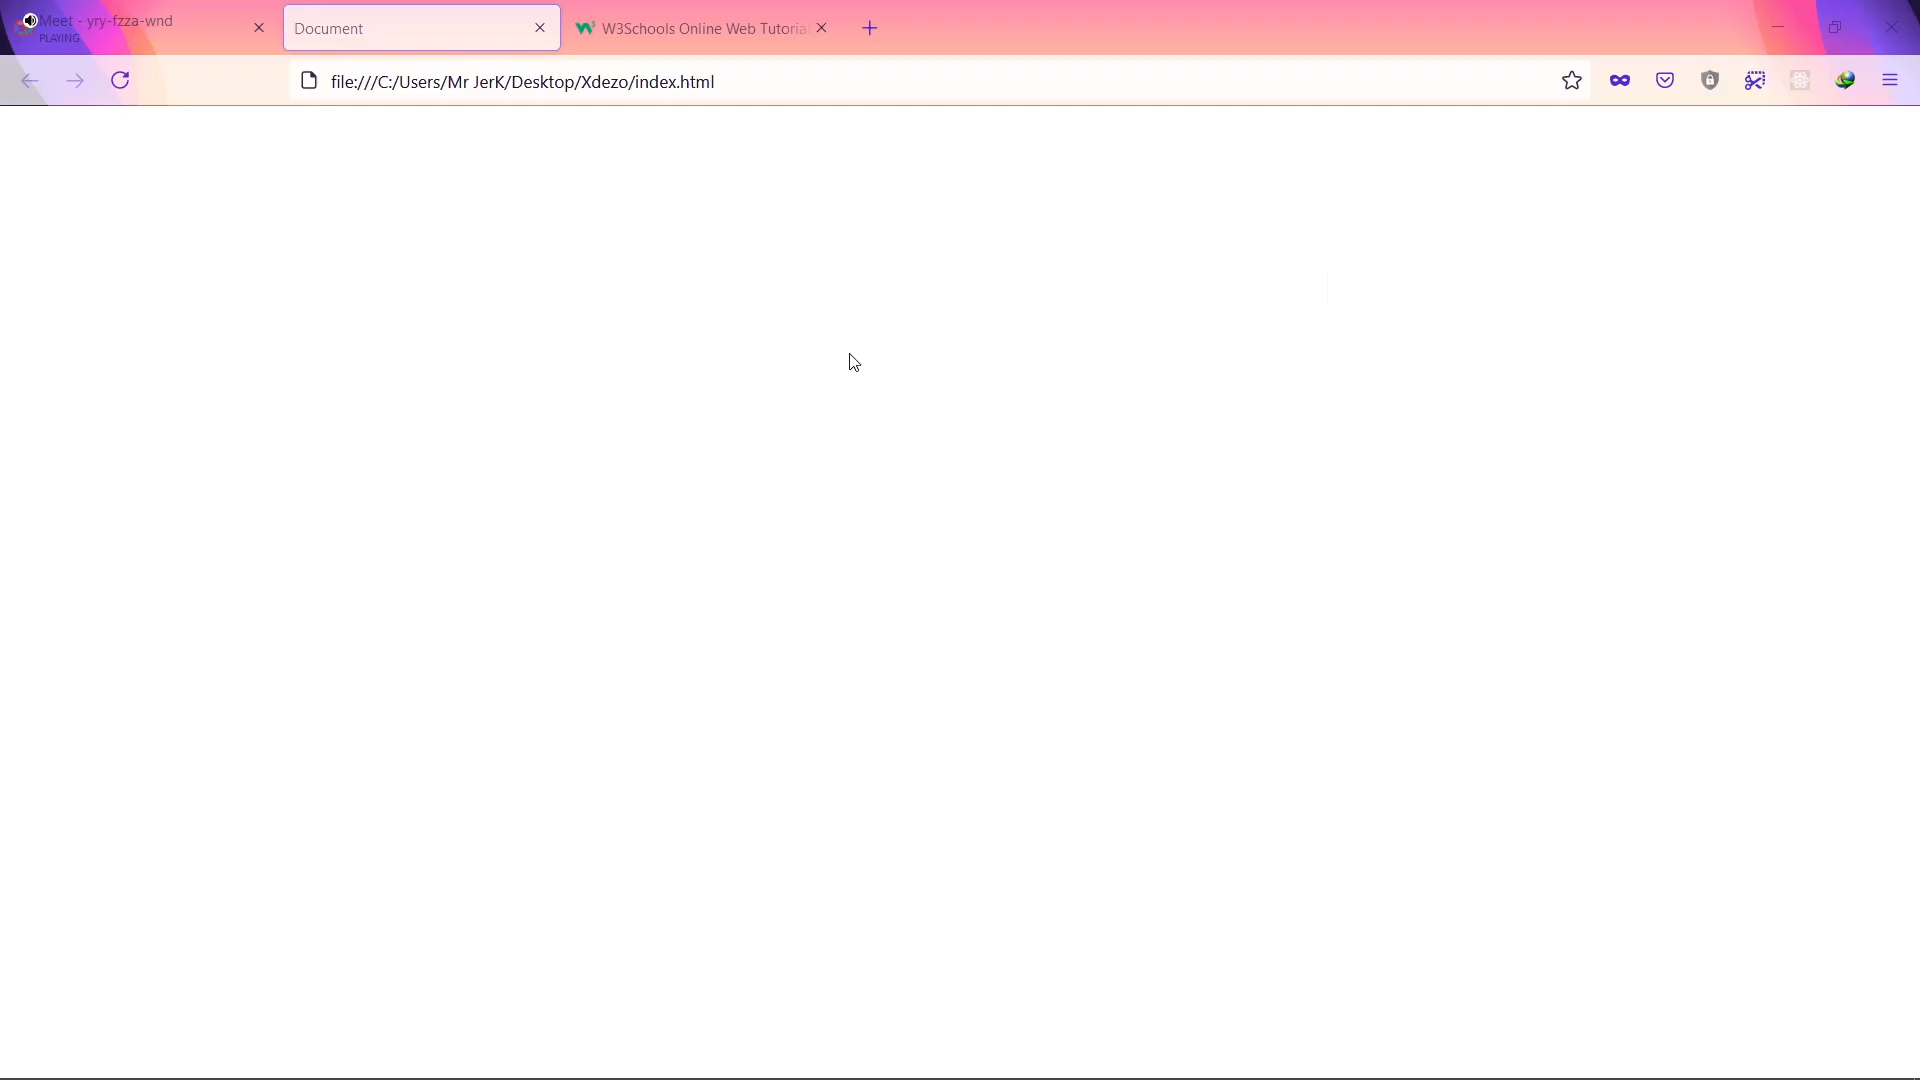 Meet - yry-fzza-wnd
PLAYING
Document
W3Schools Online Web Tutoria
file:///C:/Users/Mr JerK/Desktop/Xdezo/index.html